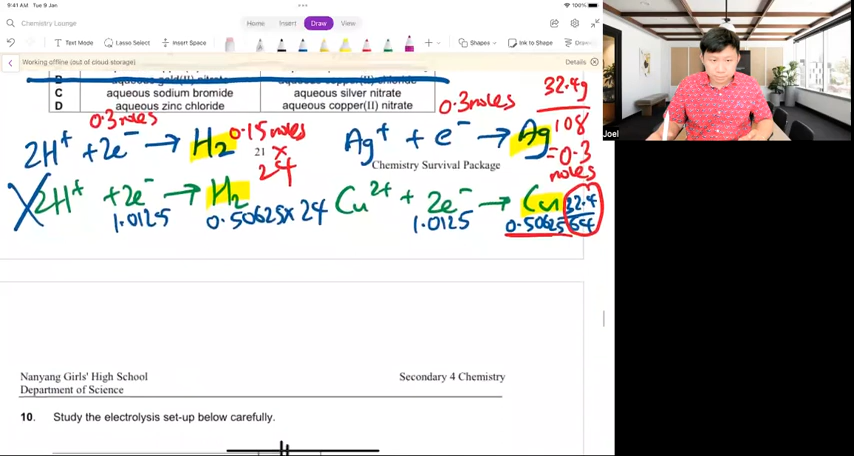 9:41 AM Tue 9 Jan
100%
Chemistry Lounge
Home Insert Draw View
Text Mode Lasso Select Insert Space Shapes Ink to Shape
Working offline (out of cloud storage) Details
C aqueous sodium bromide aqueous silver nitrate
D aqueous zinc chloride aqueous copper(II) nitrate
32.4g
108
=0.3
moles
0.3 moles
0.3 moles
2H+ + 2e- → H2 0.15 moles
x
24
Ag+ + e- → Ag
21
Chemistry Survival Package
2H+ + 2e- → H2
1.0125 0.50625 x 24
Cu2+ + 2e- → Cu 32.4
1.0125 0.50625 64
Joel
Nanyang Girls' High School Secondary 4 Chemistry
Department of Science
10. Study the electrolysis set-up below carefully.